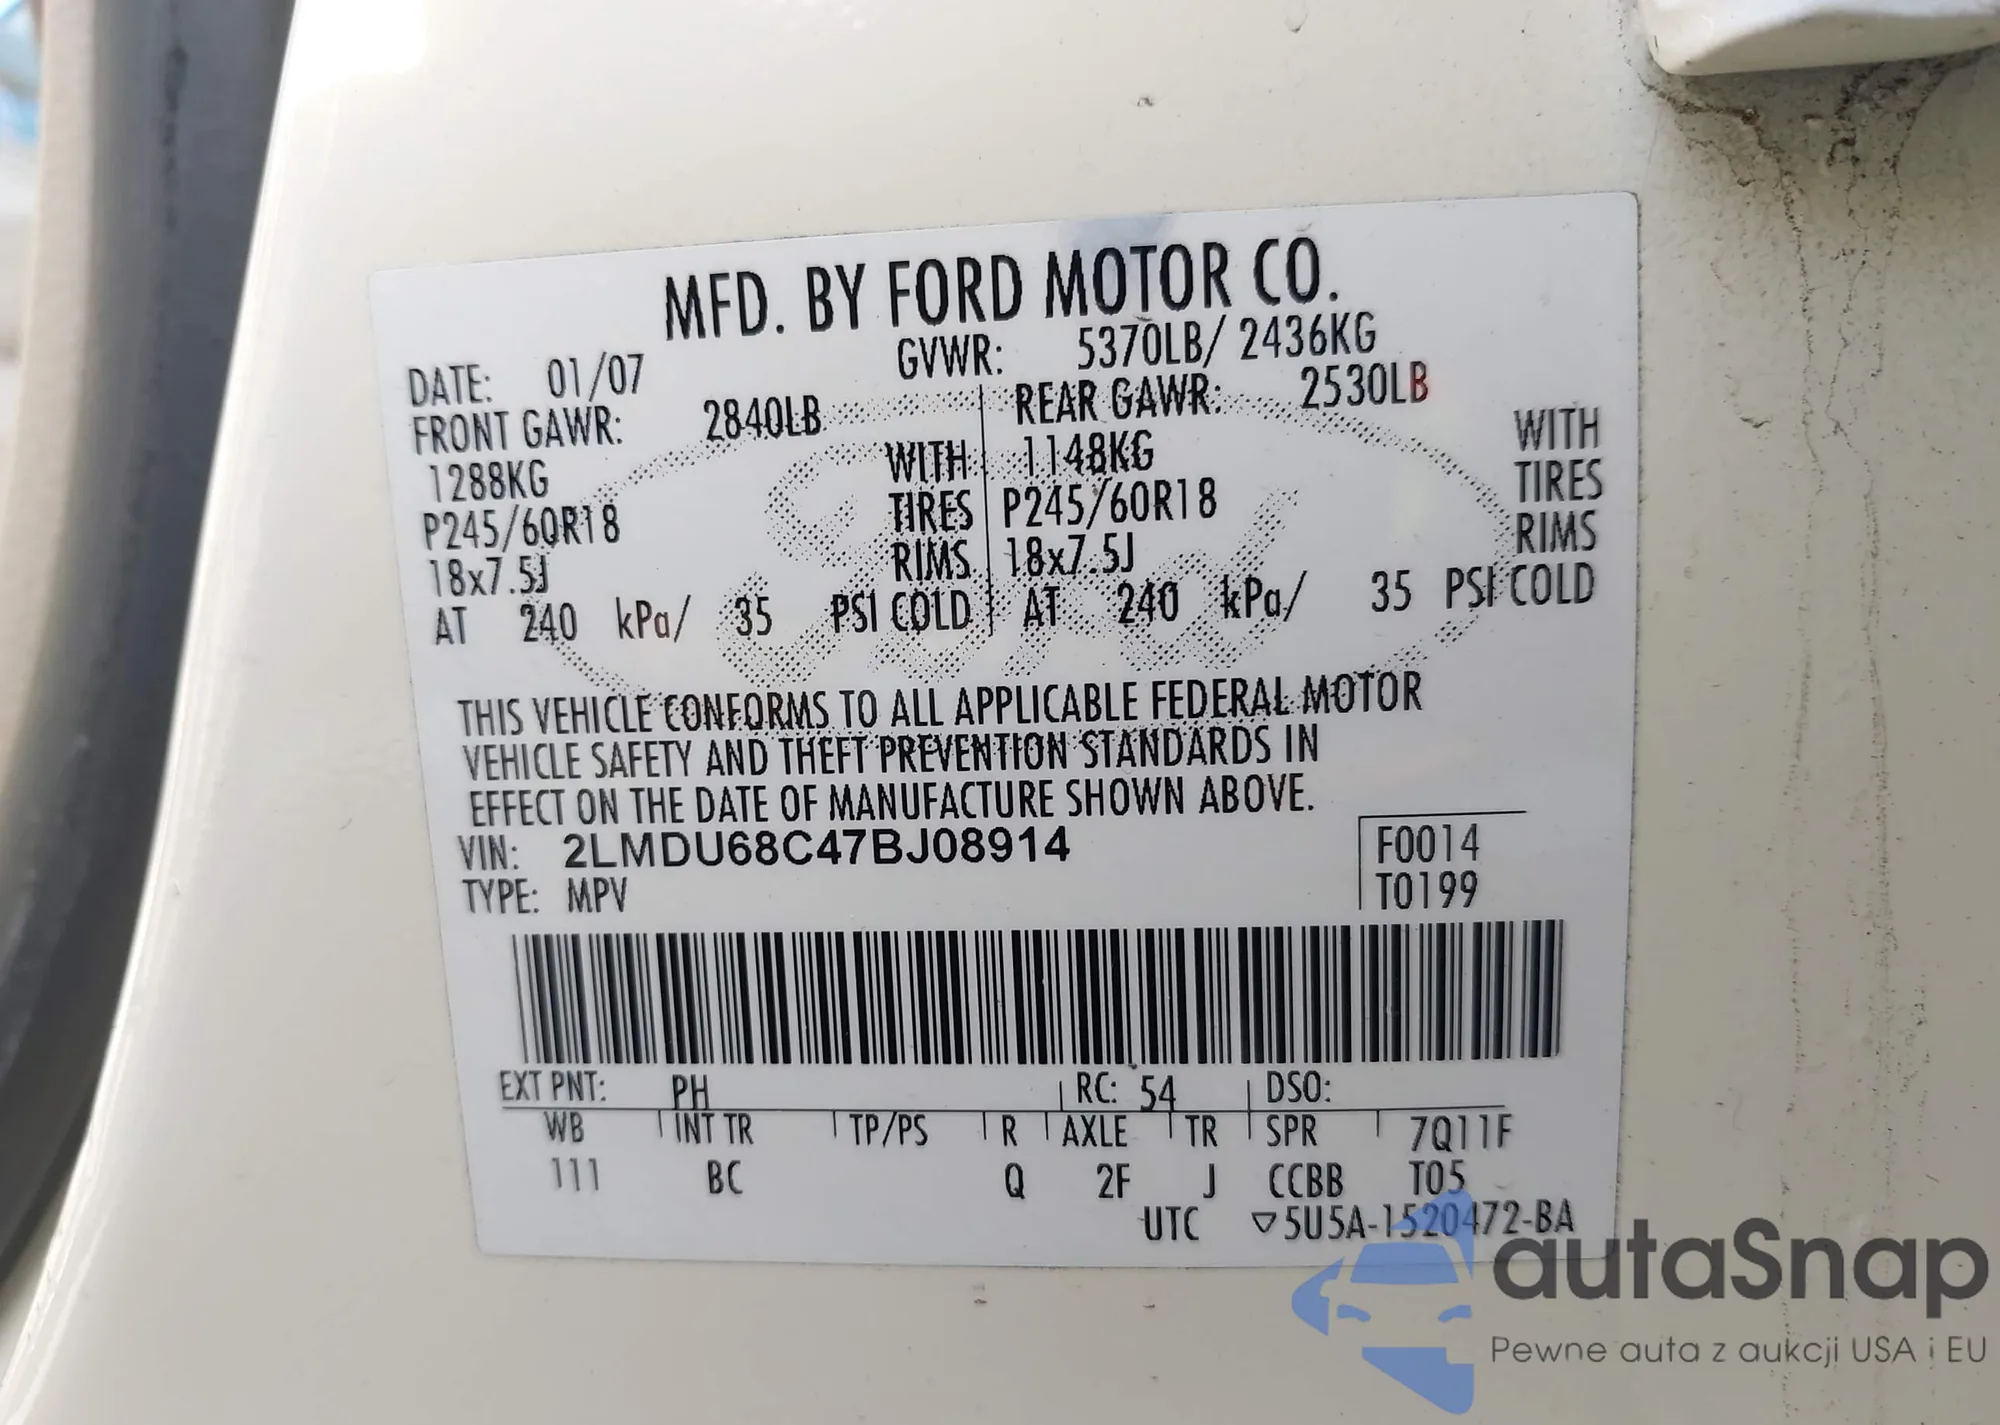 MFD. BY FORD MOTOR CO.
DATE: 01/07 GVWR: 5370LB/ 2436KG
FRONT GAWR: 2840LB REAR GAWR: 2530LB
1288KG WITH 1148KG WITH
P245/60R18 TIRES P245/60R18 TIRES
18x7.5J RIMS 18x7.5J RIMS
AT 240 kPa/ 35 PSI COLD AT 240 kPa/ 35 PSI COLD
THIS VEHICLE CONFORMS TO ALL APPLICABLE FEDERAL MOTOR
VEHICLE SAFETY AND THEFT PREVENTION STANDARDS IN
EFFECT ON THE DATE OF MANUFACTURE SHOWN ABOVE.
VIN: 2LMDU68C47BJ08914 F0014
TYPE: MPV T0199
EXT PNT: PH RC: 54 DSO:
WB INT TR TP/PS R AXLE TR SPR 7Q11F
111 BC Q 2F J CCBB T05
UTC ▽5U5A-1520472-BA
autaSnap
Pewne auta z aukcji USA i EU